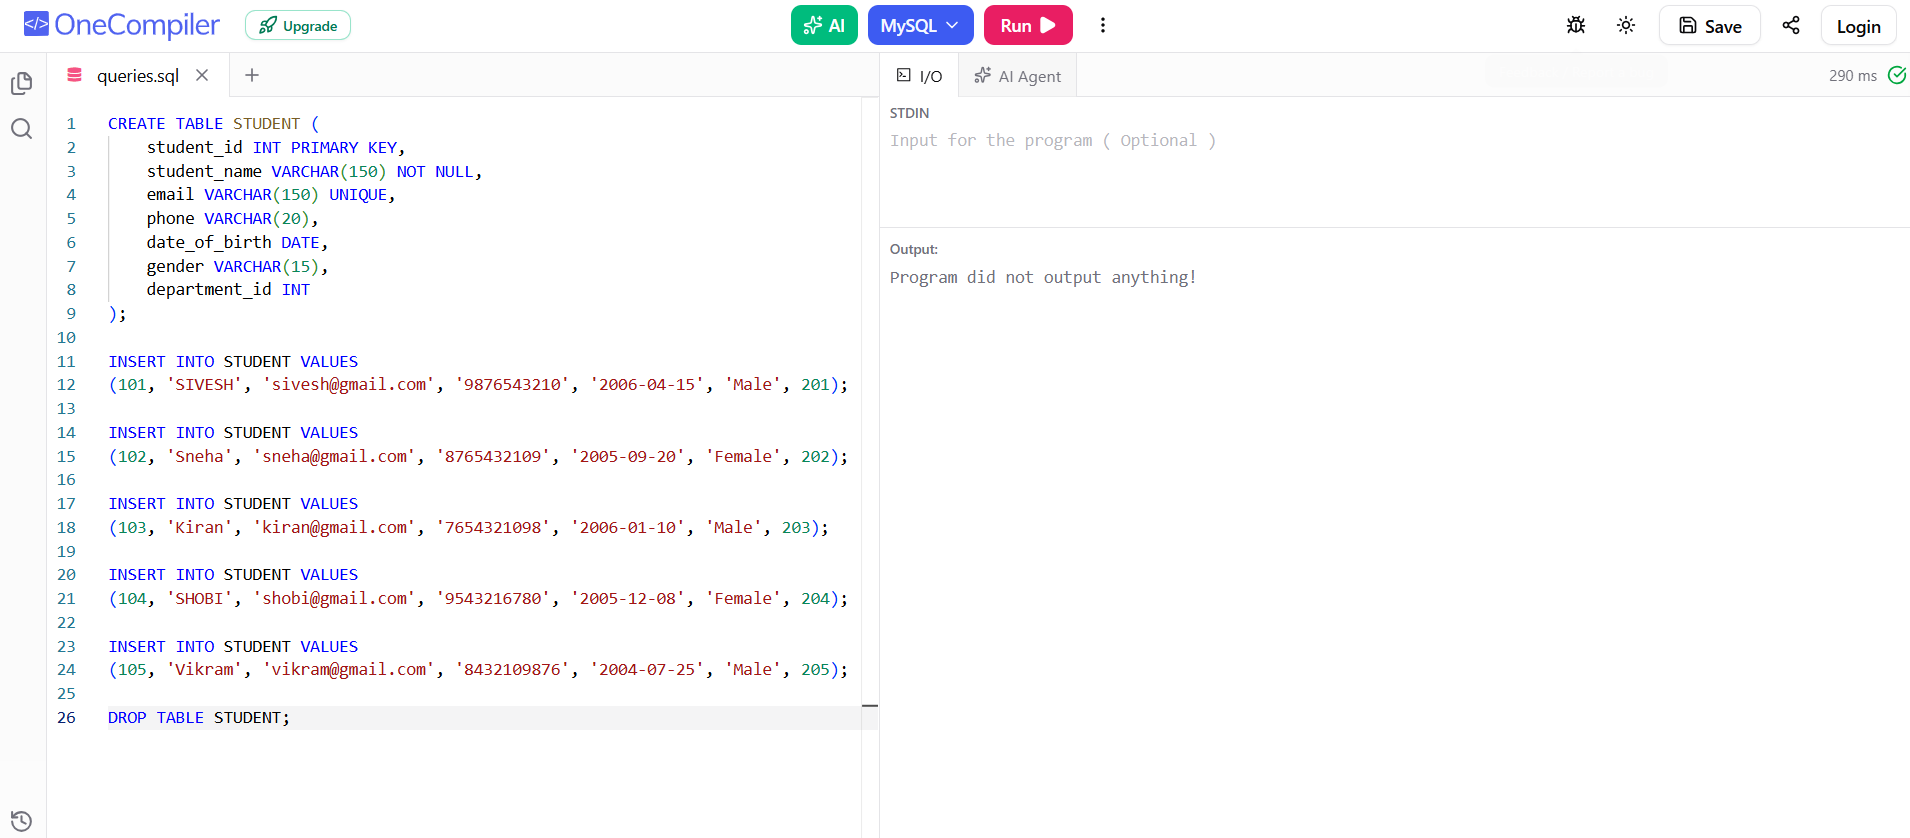 </> OneCompiler
Upgrade
AI
MySQL
Run
Save
Login
queries.sql
1 CREATE TABLE STUDENT (
2 student_id INT PRIMARY KEY,
3 student_name VARCHAR(150) NOT NULL,
4 email VARCHAR(150) UNIQUE,
5 phone VARCHAR(20),
6 date_of_birth DATE,
7 gender VARCHAR(15),
8 department_id INT
9 );
10
11 INSERT INTO STUDENT VALUES
12 (101, 'SIVESH', 'sivesh@gmail.com', '9876543210', '2006-04-15', 'Male', 201);
13
14 INSERT INTO STUDENT VALUES
15 (102, 'Sneha', 'sneha@gmail.com', '8765432109', '2005-09-20', 'Female', 202);
16
17 INSERT INTO STUDENT VALUES
18 (103, 'Kiran', 'kiran@gmail.com', '7654321098', '2006-01-10', 'Male', 203);
19
20 INSERT INTO STUDENT VALUES
21 (104, 'SHOBI', 'shobi@gmail.com', '9543216780', '2005-12-08', 'Female', 204);
22
23 INSERT INTO STUDENT VALUES
24 (105, 'Vikram', 'vikram@gmail.com', '8432109876', '2004-07-25', 'Male', 205);
25
26 DROP TABLE STUDENT;
I/O
AI Agent
290 ms
STDIN
Input for the program ( Optional )
Output:
Program did not output anything!